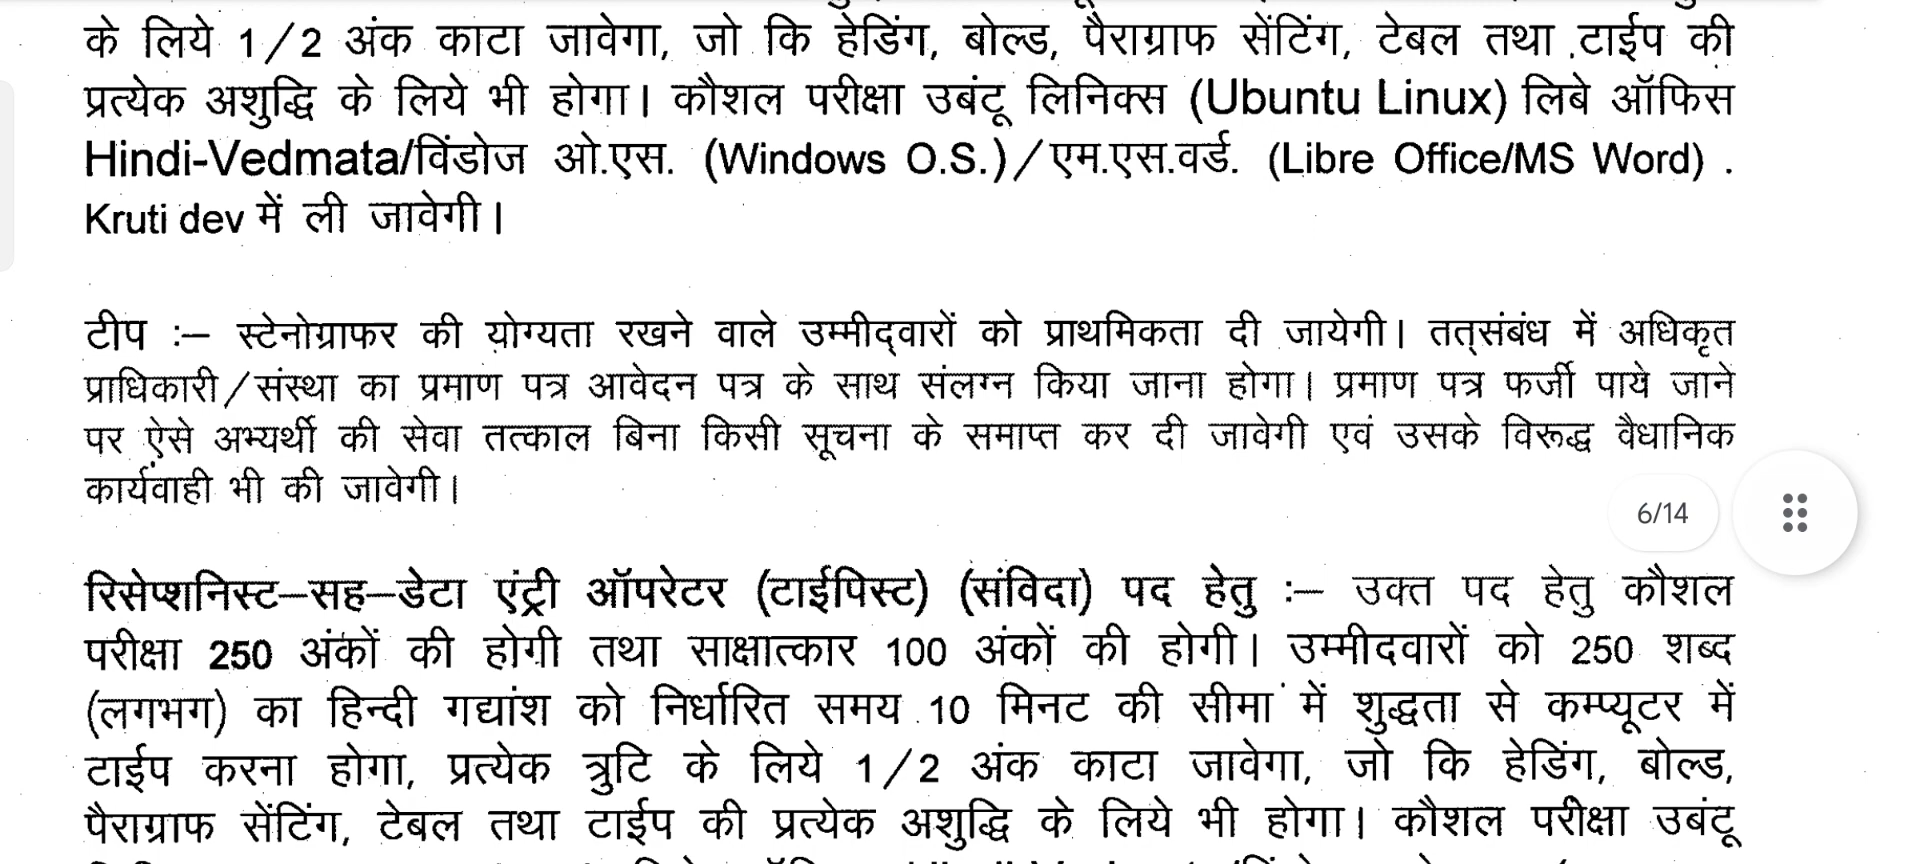 के लिये 1/2 अंक काटा जावेगा, जो कि हेडिंग, बोल्ड, पैराग्राफ सेंटिंग, टेबल तथा टाईप की
प्रत्येक अशुद्धि के लिये भी होगा। कौशल परीक्षा उबंटू लिनिक्स (Ubuntu Linux) लिबे ऑफिस
Hindi-Vedmata/विंडोज ओ.एस. (Windows O.S.)/एम.एस.वर्ड. (Libre Office/MS Word) .
Kruti dev में ली जावेगी।
टीप :– स्टेनोग्राफर की योग्यता रखने वाले उम्मीद्वारों को प्राथमिकता दी जायेगी। तत्संबंध में अधिकृत
प्राधिकारी/संस्था का प्रमाण पत्र आवेदन पत्र के साथ संलग्न किया जाना होगा। प्रमाण पत्र फर्जी पाये जाने
पर ऐसे अभ्यर्थी की सेवा तत्काल बिना किसी सूचना के समाप्त कर दी जावेगी एवं उसके विरूद्ध वैधानिक
कार्यवाही भी की जावेगी।
6/14
रिसेप्शनिस्ट–सह–डेटा एंट्री ऑपरेटर (टाईपिस्ट) (संविदा) पद हेतु :– उक्त पद हेतु कौशल
परीक्षा 250 अंकों की होगी तथा साक्षात्कार 100 अंकों की होगी। उम्मीदवारों को 250 शब्द
(लगभग) का हिन्दी गद्यांश को निर्धारित समय 10 मिनट की सीमा में शुद्धता से कम्प्यूटर में
टाईप करना होगा, प्रत्येक त्रुटि के लिये 1/2 अंक काटा जावेगा, जो कि हेडिंग, बोल्ड,
पैराग्राफ सेंटिंग, टेबल तथा टाईप की प्रत्येक अशुद्धि के लिये भी होगा। कौशल परीक्षा उबंटू